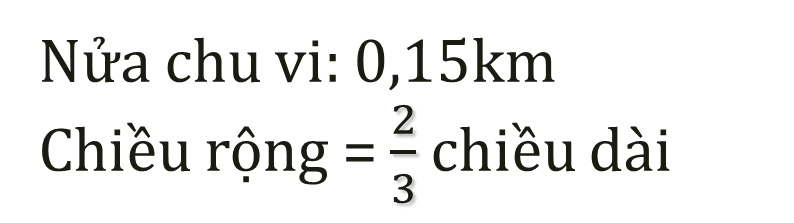 Nửa chu vi: 0,15km
Chiều rộng = 2/3 chiều dài